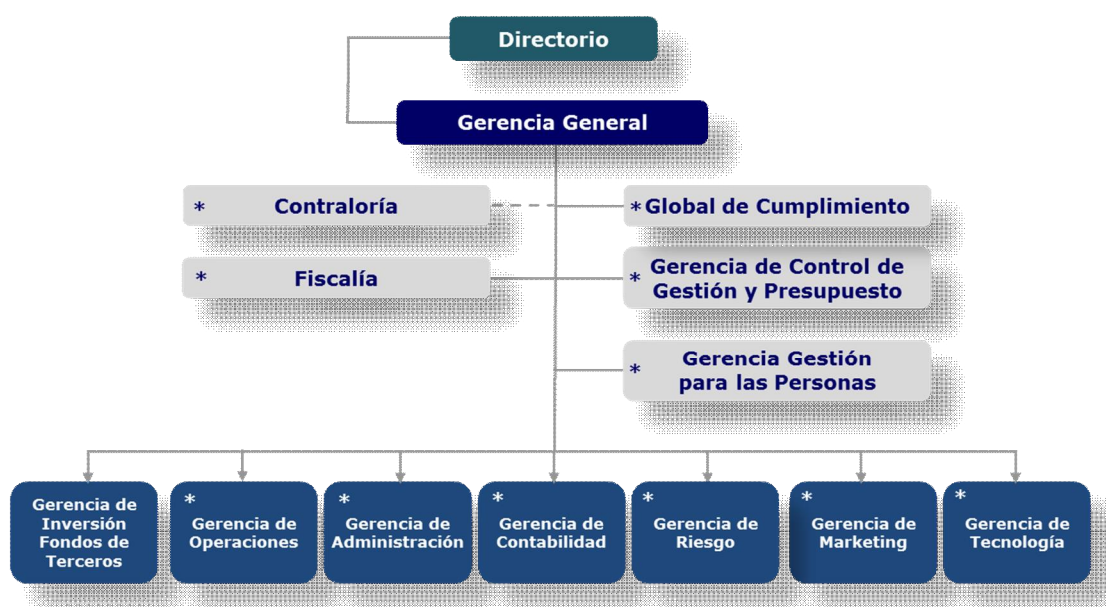 Directorio
Gerencia General
* Contraloría
* Global de Cumplimiento
* Fiscalía
* Gerencia de Control de
Gestión y Presupuesto
* Gerencia Gestión
para las Personas
Gerencia de
Inversión
Fondos de
Terceros
*
Gerencia de
Operaciones
*
Gerencia de
Administración
*
Gerencia de
Contabilidad
*
Gerencia de
Riesgo
*
Gerencia de
Marketing
*
Gerencia de
Tecnología